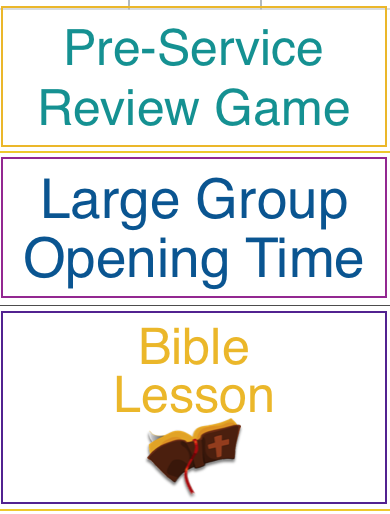 Pre-Service
Review Game
Large Group
Opening Time
Bible
Lesson